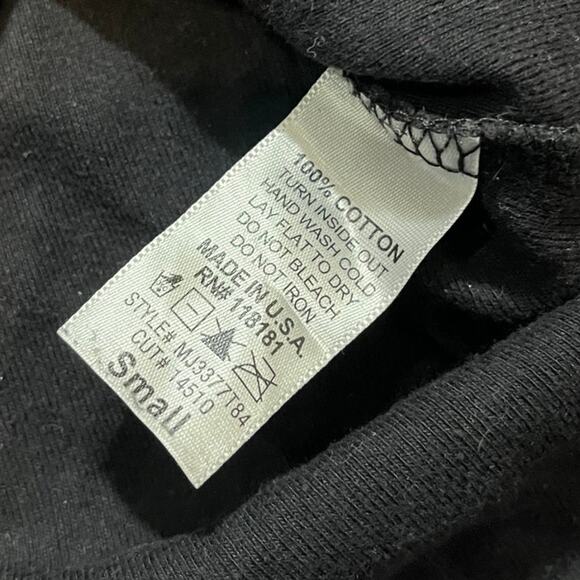 100% COTTON
TURN INSIDE OUT
HAND WASH COLD
LAY FLAT TO DRY
DO NOT BLEACH
DO NOT IRON
MADE IN U.S.A.
RN# 118181
STYLE# MJ3377T84
CUT# 14510
Small